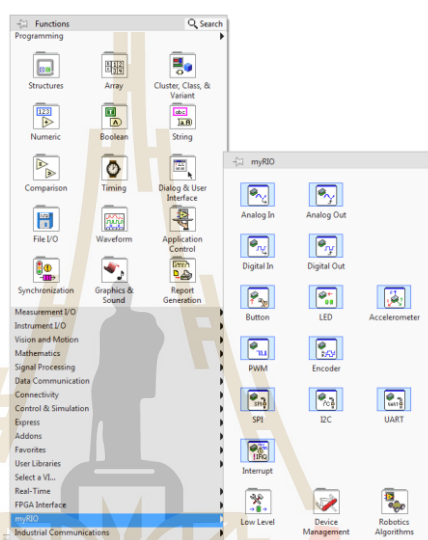 Functions
Search
Programming
Structures
Array
Cluster, Class, &
Variant
Numeric
Boolean
String
Comparison
Timing
Dialog & User
Interface
File I/O
Waveform
Application
Control
Synchronization
Graphics &
Sound
Report
Generation
Measurement I/O
Instrument I/O
Vision and Motion
Mathematics
Signal Processing
Data Communication
Connectivity
Control & Simulation
Express
Addons
Favorites
User Libraries
Select a VI...
Real-Time
FPGA Interface
myRIO
Industrial Communications
myRIO
Analog In
Analog Out
Digital In
Digital Out
Button
LED
Accelerometer
PWM
Encoder
SPI
I2C
UART
Interrupt
Low Level
Device
Management
Robotics
Algorithms